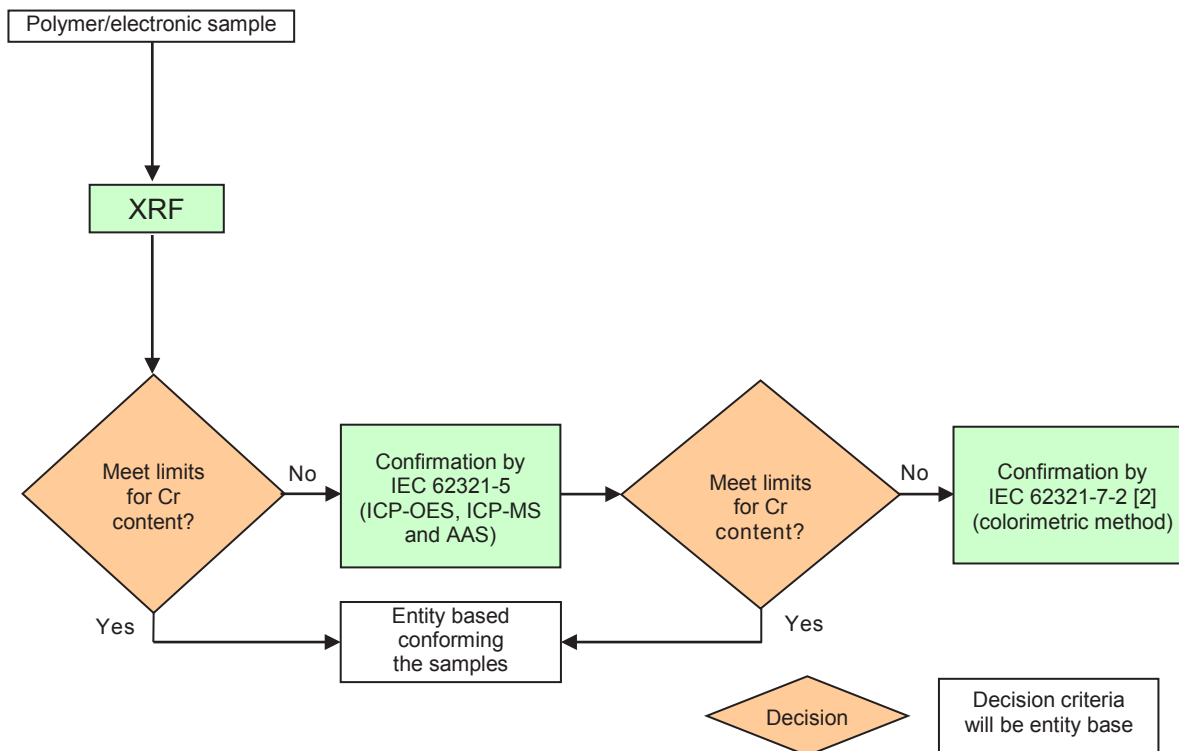 Polymer/electronic sample
XRF
Meet limits
for Cr
content?
No
Confirmation by
IEC 62321-5
(ICP-OES, ICP-MS
and AAS)
Meet limits
for Cr
content?
No
Confirmation by
IEC 62321-7-2 [2]
(colorimetric method)
Yes
Entity based
conforming
the samples
Yes
Decision
Decision criteria
will be entity base